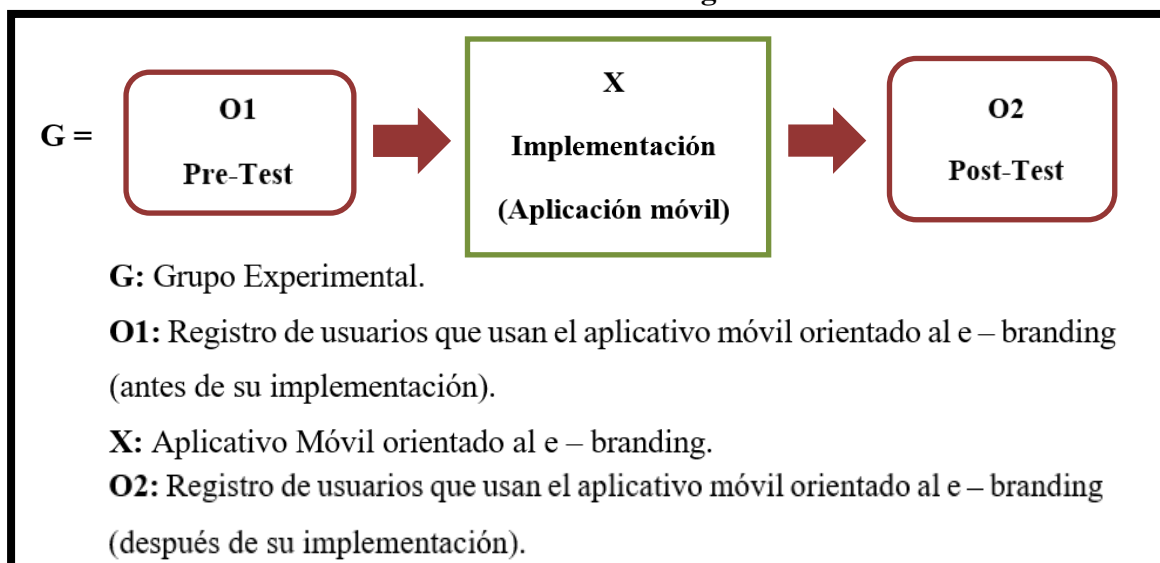 O1
X
O2
G =
Pre-Test
Implementación
(Aplicación móvil)
Post-Test
G: Grupo Experimental.
O1: Registro de usuarios que usan el aplicativo móvil orientado al e – branding
(antes de su implementación).
X: Aplicativo Móvil orientado al e – branding.
O2: Registro de usuarios que usan el aplicativo móvil orientado al e – branding
(después de su implementación).